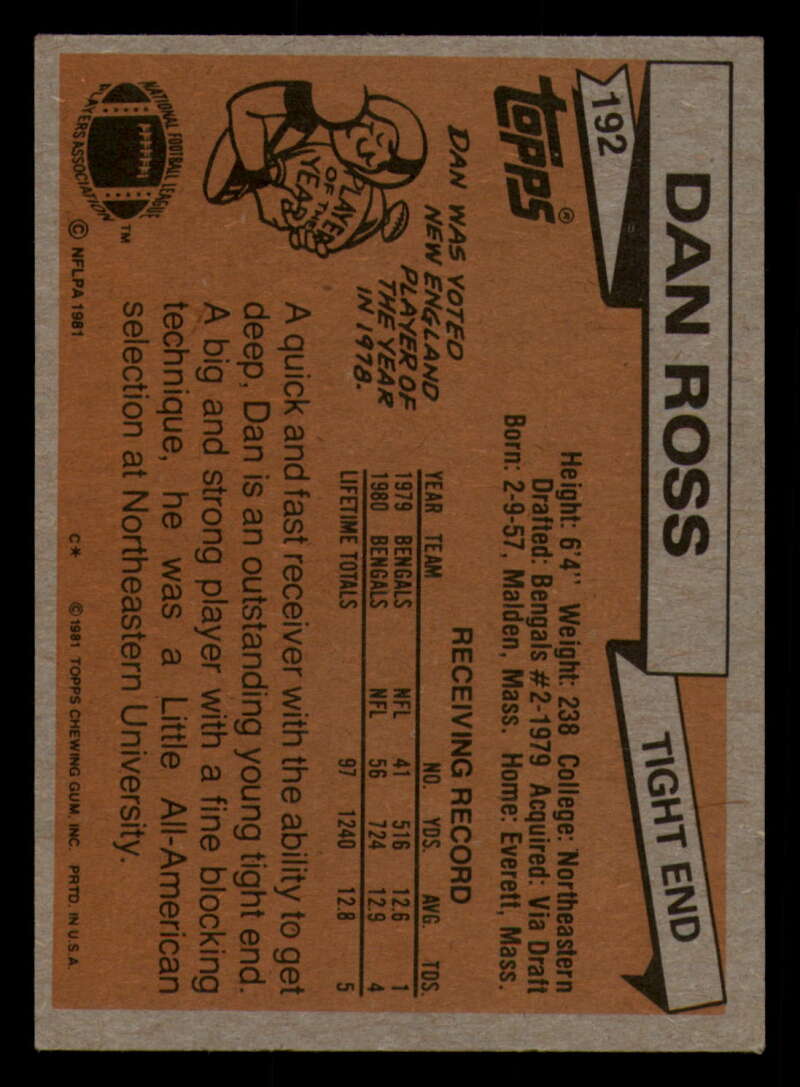 192
DAN ROSS
TIGHT END
TOPPS®
Height: 6'4" Weight: 238 College: Northeastern
Drafted: Bengals #2-1979 Acquired: Via Draft
Born: 2-9-57, Malden, Mass. Home: Everett, Mass.
PLAYER
OF THE
YEAR
DAN WAS VOTED
NEW ENGLAND
PLAYER OF
THE YEAR
IN 1978.
RECEIVING RECORD
YEAR TEAM NO. YDS. AVG. TDS.
1979 BENGALS NFL 41 516 12.6 1
1980 BENGALS NFL 56 724 12.9 4
LIFETIME TOTALS 97 1240 12.8 5
A quick and fast receiver with the ability to get
deep, Dan is an outstanding young tight end.
A big and strong player with a fine blocking
technique, he was a Little All-American
selection at Northeastern University.
NATIONAL FOOTBALL LEAGUE
PLAYERS ASSOCIATION
™
© NFLPA 1981
C* © 1981 TOPPS CHEWING GUM, INC. PRTD. IN U.S.A.